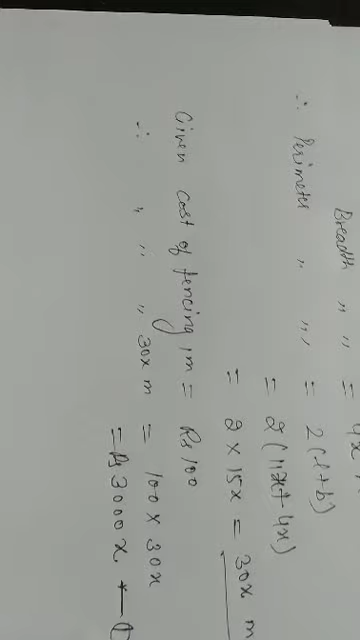 Breadth " " = 4x
∴ Perimeter " " " = 2(l+b)
= 2(11x+4x)
= 2 × 15x = 30x m
Given cost of fencing 1m = Rs 100
∴ " " " 30x m = 100 × 30x
= Rs 3000x